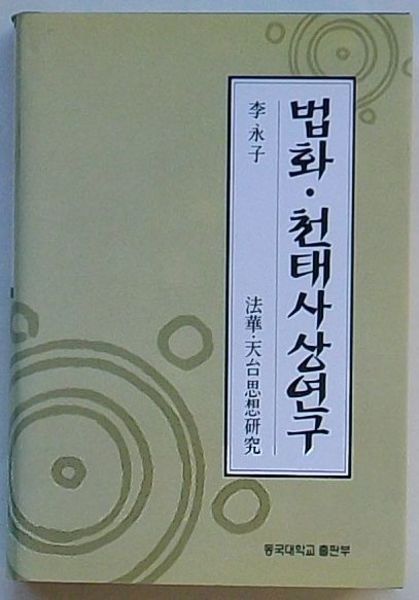 법화·천태사상연구
李永子
法華·天台思想研究
동국대학교 출판부